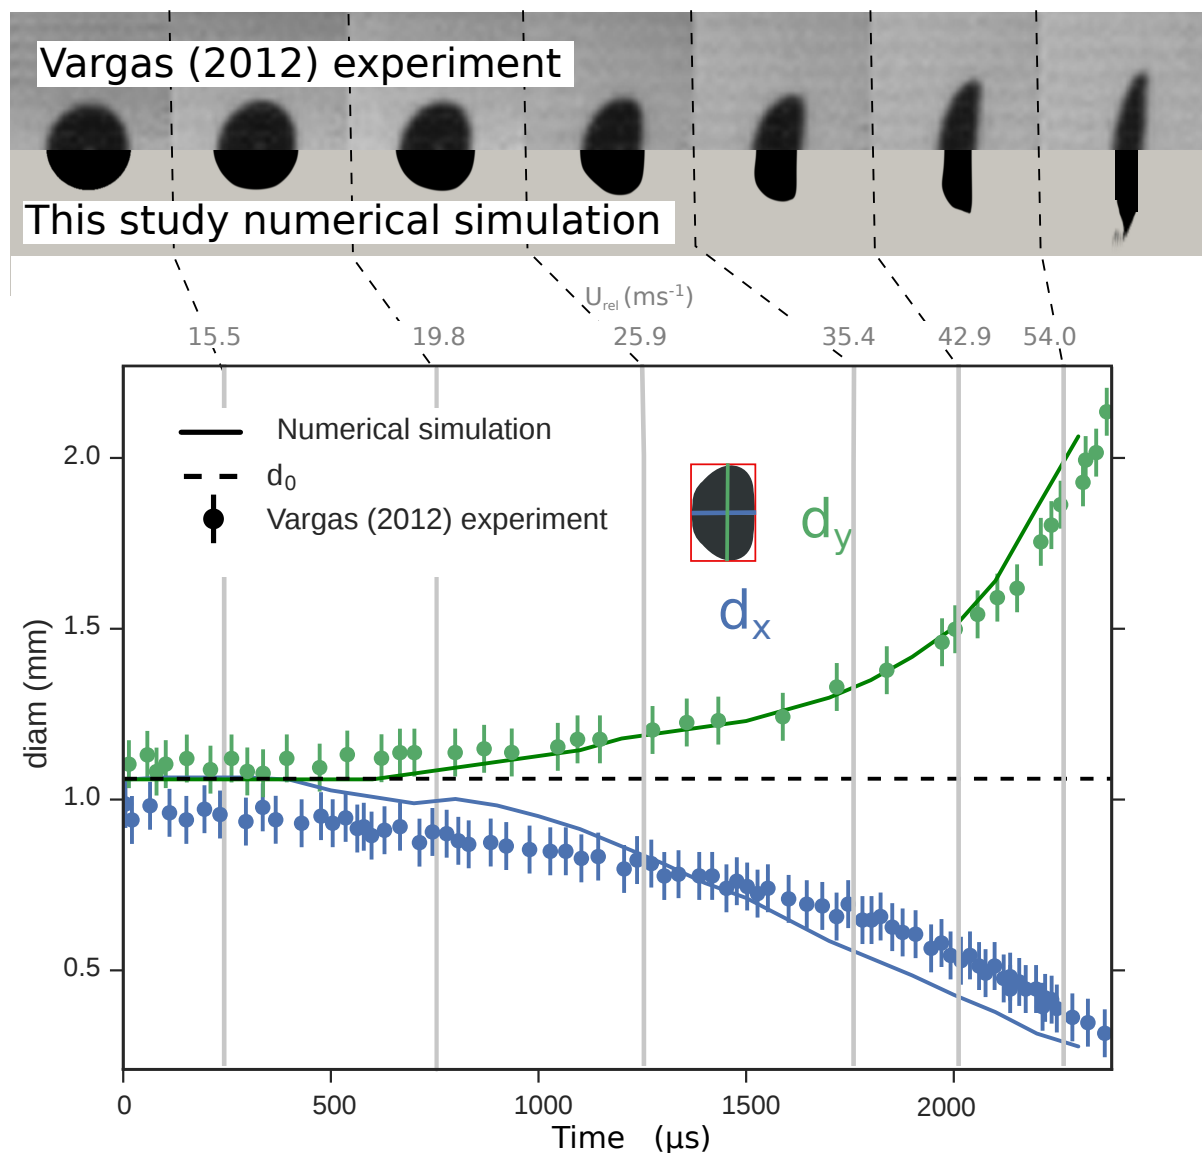 Vargas (2012) experiment
This study numerical simulation
U_rel (ms⁻¹)
15.5 19.8 25.9 35.4 42.9 54.0
Numerical simulation
d₀
Vargas (2012) experiment
d_y
d_x
2.0
1.5
1.0
0.5
diam (mm)
0 500 1000 1500 2000
Time (µs)